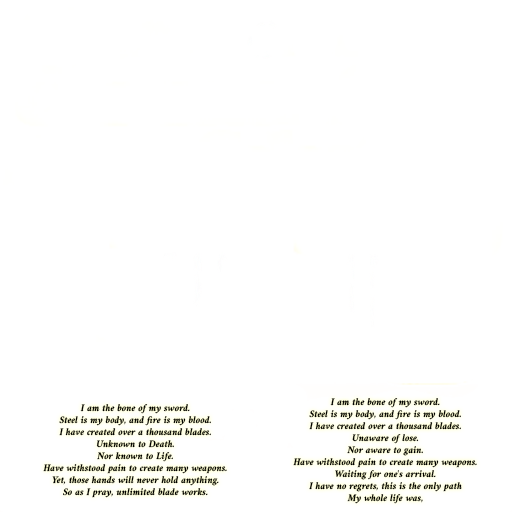 I am the bone of my sword.
Steel is my body, and fire is my blood.
I have created over a thousand blades.
Unknown to Death.
Nor known to Life.
Have withstood pain to create many weapons.
Yet, those hands will never hold anything.
So as I pray, unlimited blade works.
I am the bone of my sword.
Steel is my body, and fire is my blood.
I have created over a thousand blades.
Unaware of lose.
Nor aware to gain.
Have withstood pain to create many weapons.
Waiting for one's arrival.
I have no regrets, this is the only path
My whole life was,